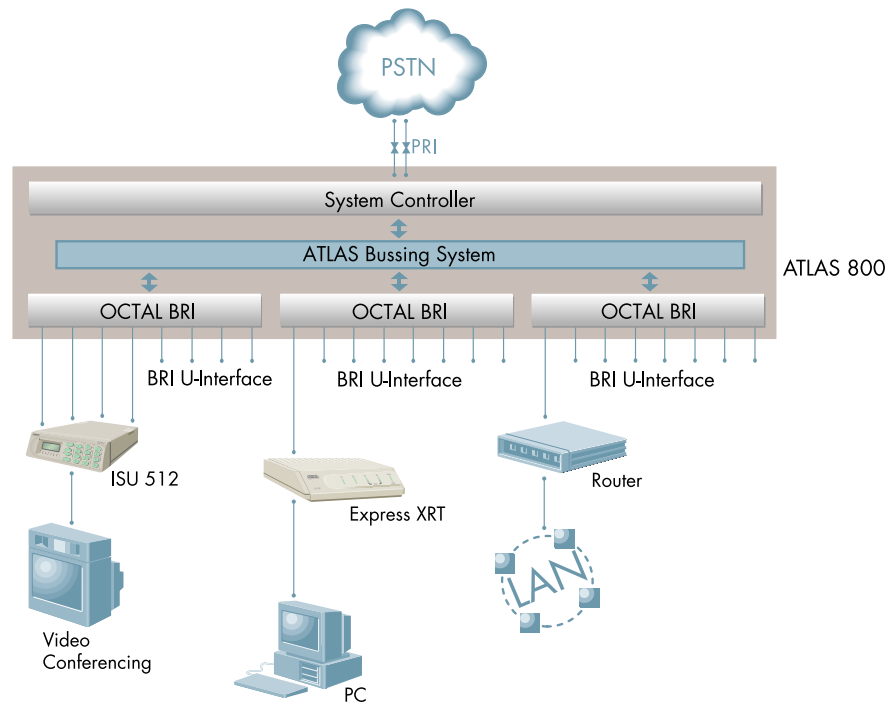 PSTN
PRI
System Controller
ATLAS Bussing System
ATLAS 800
OCTAL BRI
OCTAL BRI
OCTAL BRI
BRI U-Interface
BRI U-Interface
BRI U-Interface
ISU 512
Express XRT
Router
LAN
Video
Conferencing
PC